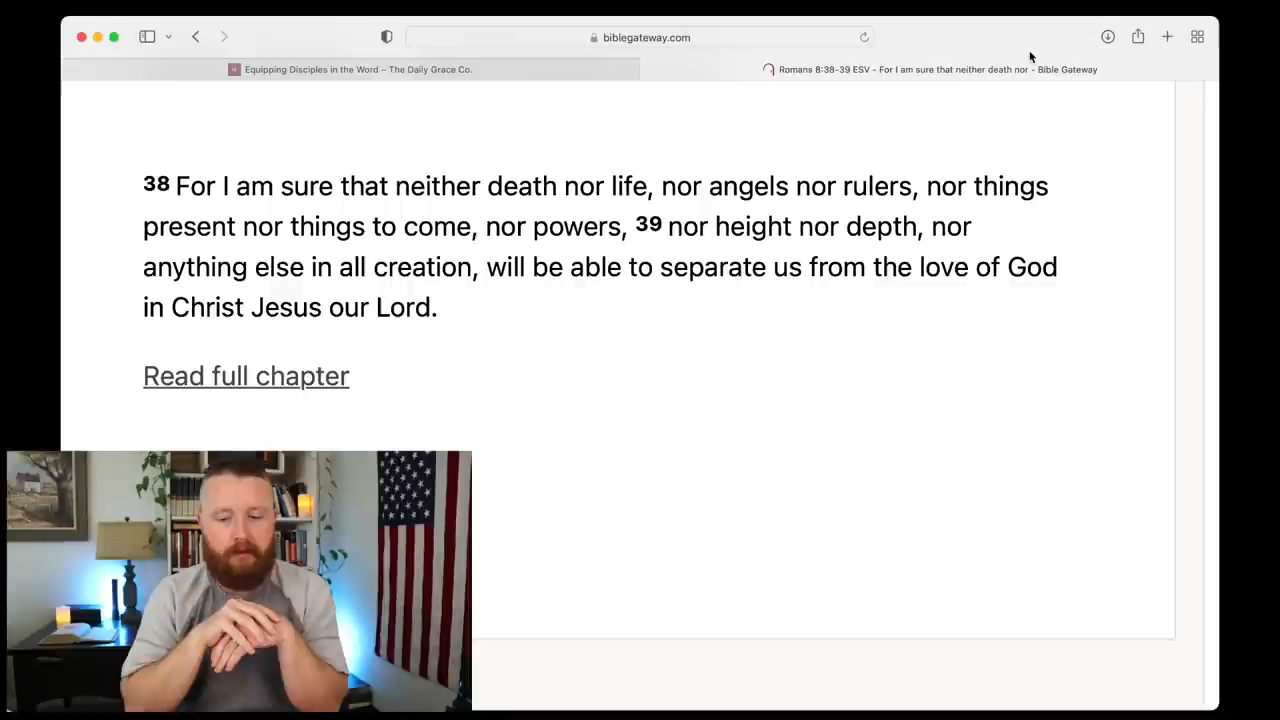 biblegateway.com
Equipping Disciples in the Word – The Daily Grace Co.
Romans 8:38-39 ESV - For I am sure that neither death nor - Bible Gateway
38 For I am sure that neither death nor life, nor angels nor rulers, nor things
present nor things to come, nor powers, 39 nor height nor depth, nor
anything else in all creation, will be able to separate us from the love of God
in Christ Jesus our Lord.
Read full chapter